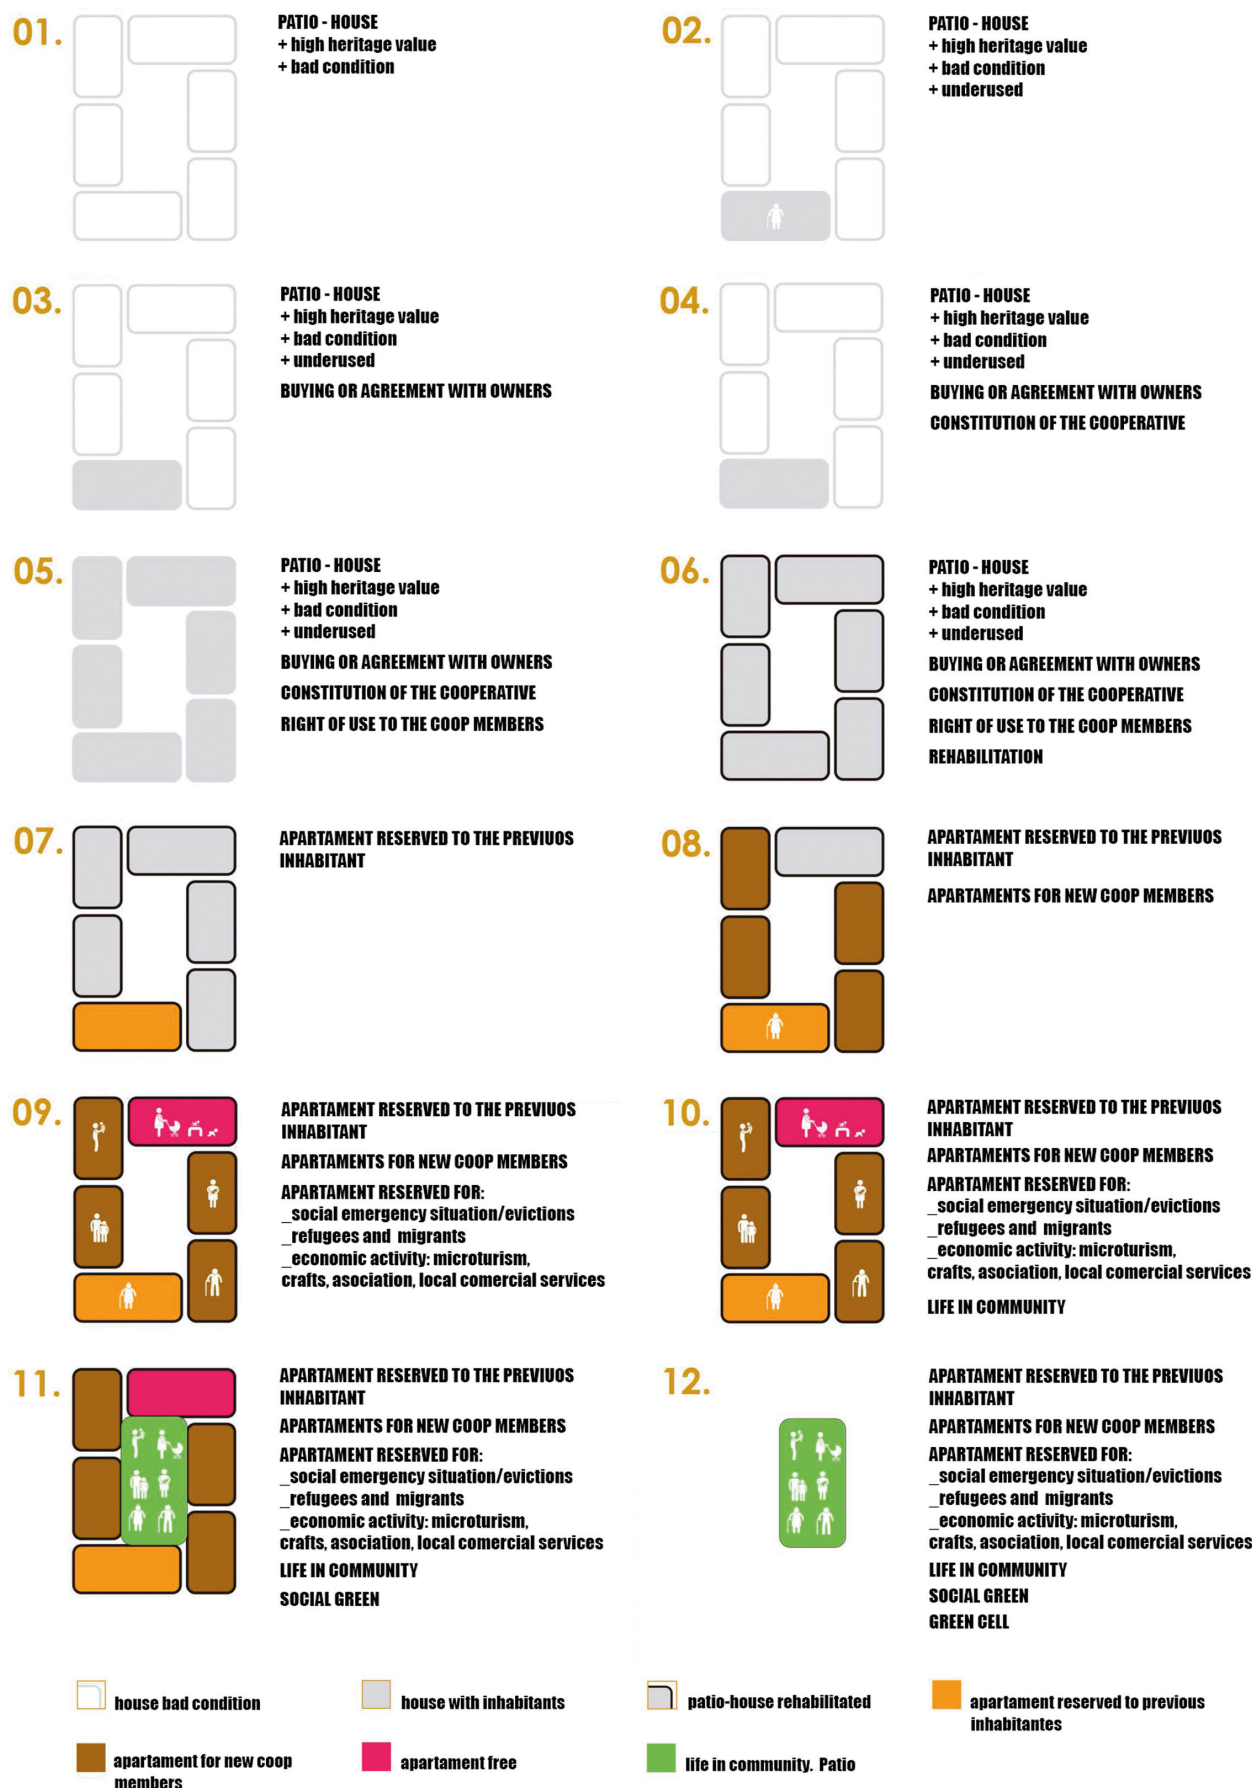 01.
PATIO - HOUSE
+ high heritage value
+ bad condition
02.
PATIO - HOUSE
+ high heritage value
+ bad condition
+ underused
03.
PATIO - HOUSE
+ high heritage value
+ bad condition
+ underused
BUYING OR AGREEMENT WITH OWNERS
04.
PATIO - HOUSE
+ high heritage value
+ bad condition
+ underused
BUYING OR AGREEMENT WITH OWNERS
CONSTITUTION OF THE COOPERATIVE
05.
PATIO - HOUSE
+ high heritage value
+ bad condition
+ underused
BUYING OR AGREEMENT WITH OWNERS
CONSTITUTION OF THE COOPERATIVE
RIGHT OF USE TO THE COOP MEMBERS
06.
PATIO - HOUSE
+ high heritage value
+ bad condition
+ underused
BUYING OR AGREEMENT WITH OWNERS
CONSTITUTION OF THE COOPERATIVE
RIGHT OF USE TO THE COOP MEMBERS
REHABILITATION
07.
APARTAMENT RESERVED TO THE PREVIUOS
INHABITANT
08.
APARTAMENT RESERVED TO THE PREVIUOS
INHABITANT
APARTAMENTS FOR NEW COOP MEMBERS
09.
APARTAMENT RESERVED TO THE PREVIUOS
INHABITANT
APARTAMENTS FOR NEW COOP MEMBERS
APARTAMENT RESERVED FOR:
_social emergency situation/evictions
_refugees and migrants
_economic activity: microturism,
crafts, asociation, local comercial services
10.
APARTAMENT RESERVED TO THE PREVIUOS
INHABITANT
APARTAMENTS FOR NEW COOP MEMBERS
APARTAMENT RESERVED FOR:
_social emergency situation/evictions
_refugees and migrants
_economic activity: microturism,
crafts, asociation, local comercial services
LIFE IN COMMUNITY
11.
APARTAMENT RESERVED TO THE PREVIUOS
INHABITANT
APARTAMENTS FOR NEW COOP MEMBERS
APARTAMENT RESERVED FOR:
_social emergency situation/evictions
_refugees and migrants
_economic activity: microturism,
crafts, asociation, local comercial services
LIFE IN COMMUNITY
SOCIAL GREEN
12.
APARTAMENT RESERVED TO THE PREVIUOS
INHABITANT
APARTAMENTS FOR NEW COOP MEMBERS
APARTAMENT RESERVED FOR:
_social emergency situation/evictions
_refugees and migrants
_economic activity: microturism,
crafts, asociation, local comercial services
LIFE IN COMMUNITY
SOCIAL GREEN
GREEN CELL
house bad condition
house with inhabitants
patio-house rehabilitated
apartament reserved to previous
inhabitantes
apartament for new coop
members
apartament free
life in community. Patio